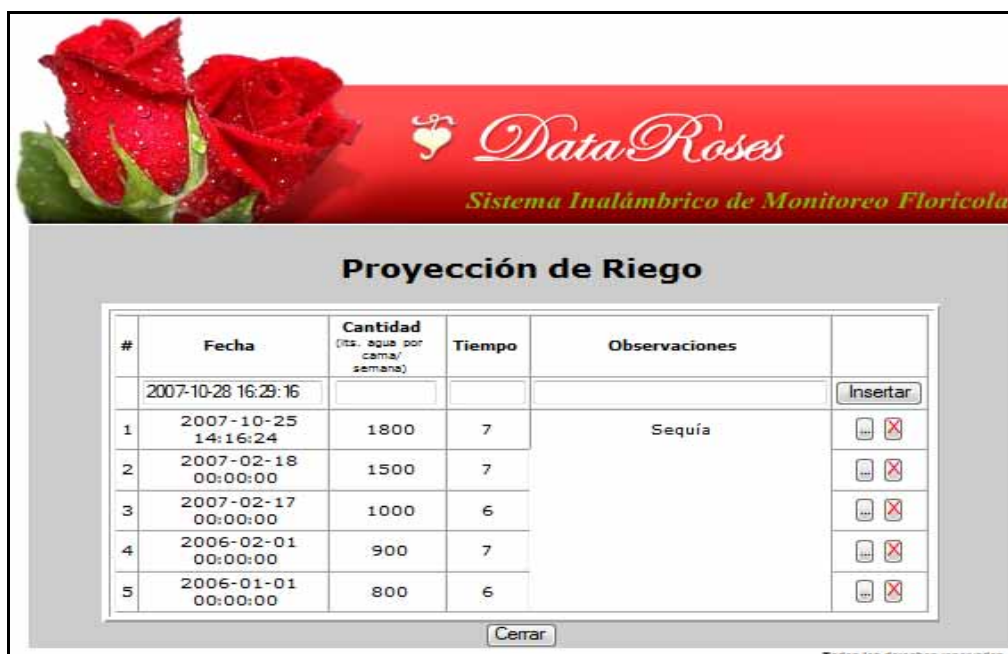 DataRoses
Sistema Inalámbrico de Monitoreo Florícola
Proyección de Riego
# Fecha Cantidad (lts. agua por cama/ semana) Tiempo Observaciones
2007-10-28 16:29:16 Insertar
1 2007-10-25 14:16:24 1800 7 Sequía ...
2 2007-02-18 00:00:00 1500 7 ...
3 2007-02-17 00:00:00 1000 6 ...
4 2006-02-01 00:00:00 900 7 ...
5 2006-01-01 00:00:00 800 6 ...
Cerrar